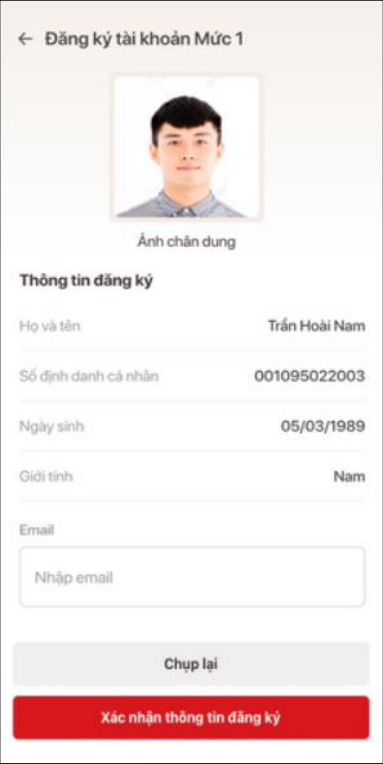 ← Đăng ký tài khoản Mức 1
Ảnh chân dung
Thông tin đăng ký
Họ và tên Trần Hoài Nam
Số định danh cá nhân 001095022003
Ngày sinh 05/03/1989
Giới tính Nam
Email
Nhập email
Chụp lại
Xác nhận thông tin đăng ký